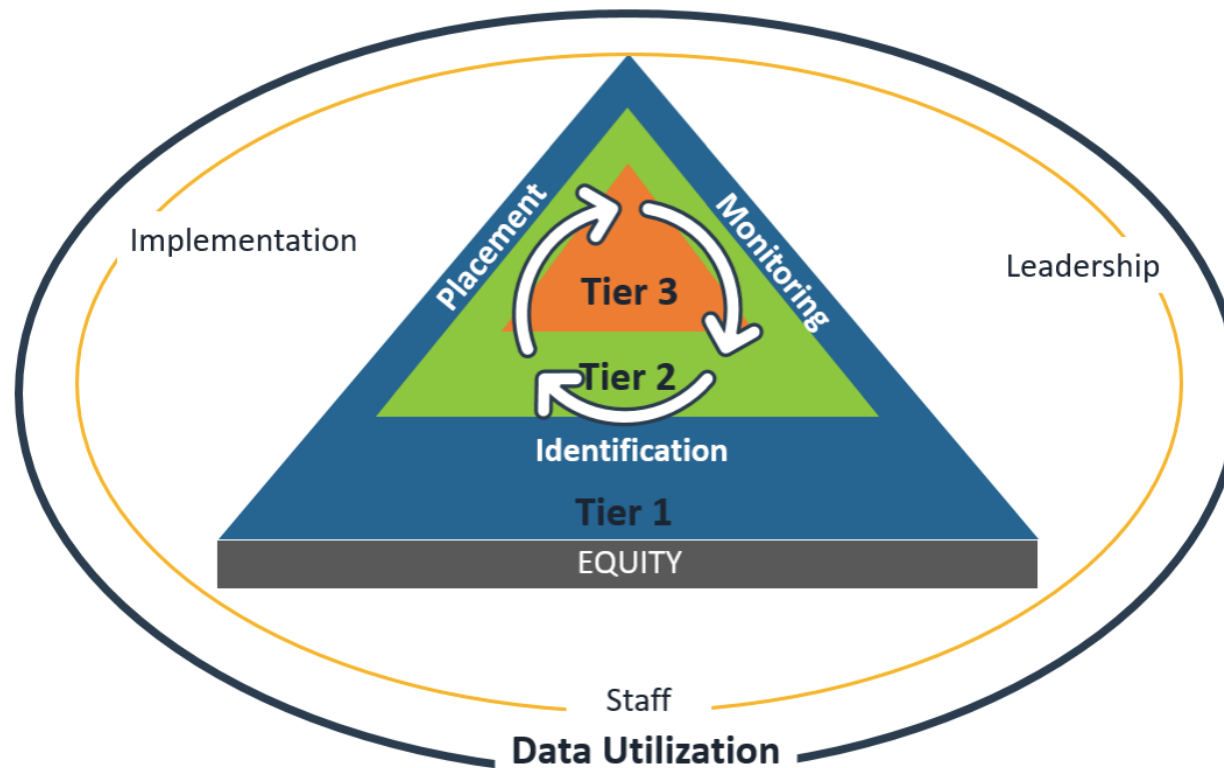 Placement
Monitoring
Implementation
Leadership
Tier 3
Tier 2
Identification
Tier 1
EQUITY
Staff
Data Utilization